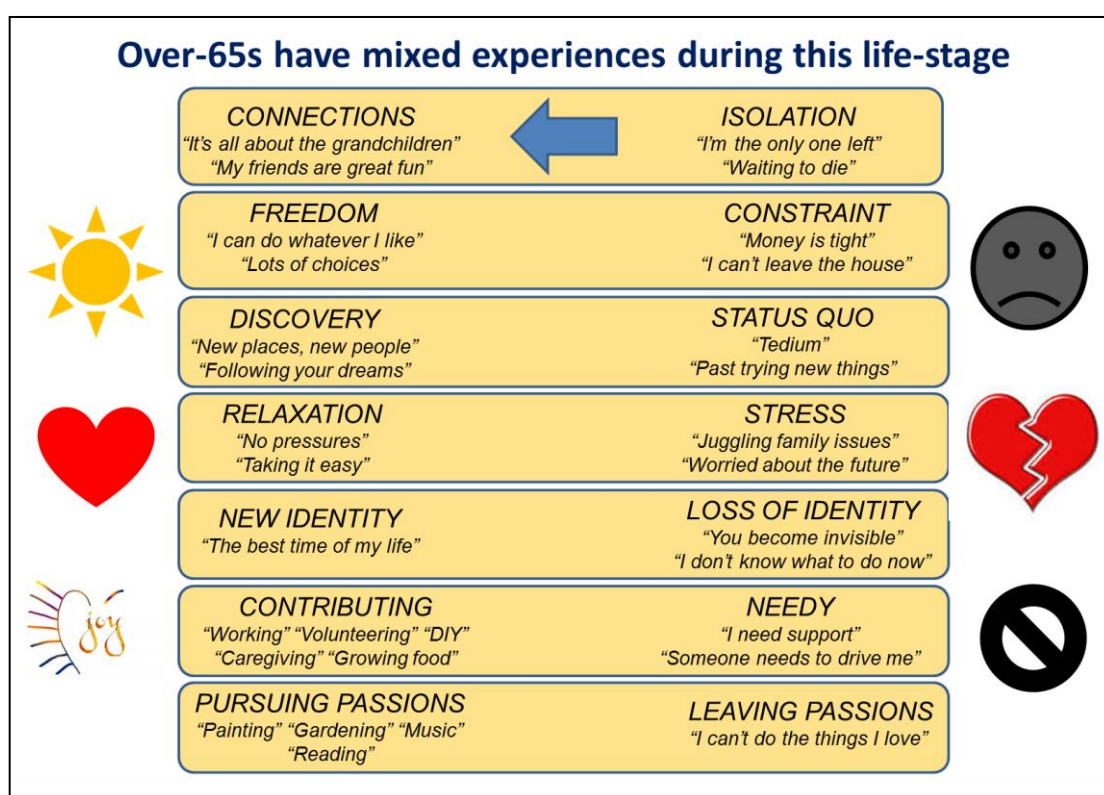 Over-65s have mixed experiences during this life-stage
CONNECTIONS
“It’s all about the grandchildren”
“My friends are great fun”
ISOLATION
“I’m the only one left”
“Waiting to die”
FREEDOM
“I can do whatever I like”
“Lots of choices”
CONSTRAINT
“Money is tight”
“I can’t leave the house”
DISCOVERY
“New places, new people”
“Following your dreams”
STATUS QUO
“Tedium”
“Past trying new things”
RELAXATION
“No pressures”
“Taking it easy”
STRESS
“Juggling family issues”
“Worried about the future”
NEW IDENTITY
“The best time of my life”
LOSS OF IDENTITY
“You become invisible”
“I don’t know what to do now”
joy
CONTRIBUTING
“Working” “Volunteering” “DIY”
“Caregiving” “Growing food”
NEEDY
“I need support”
“Someone needs to drive me”
PURSUING PASSIONS
“Painting” “Gardening” “Music”
“Reading”
LEAVING PASSIONS
“I can’t do the things I love”